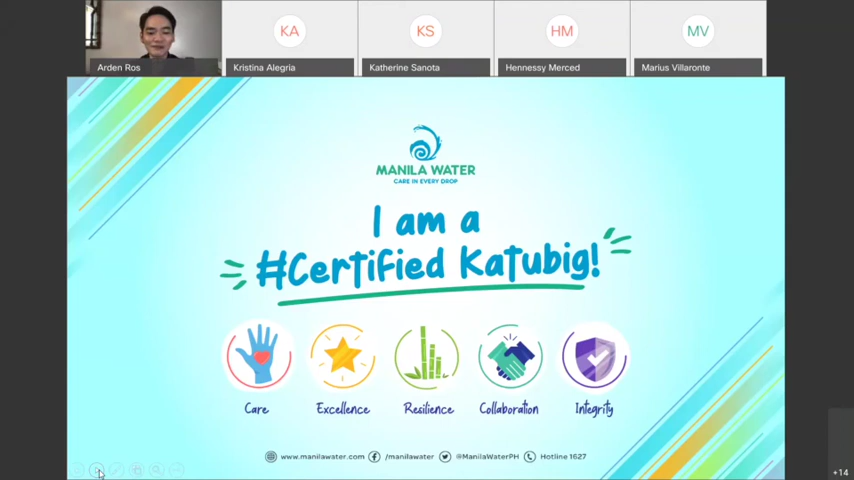 KA
KS
HM
MV
Arden Ros
Kristina Alegria
Katherine Sanota
Hennessy Merced
Marius Villaronte
MANILA WATER
CARE IN EVERY DROP
I am a
#Certified Katubig!
Care
Excellence
Resilience
Collaboration
Integrity
www.manilawater.com
/manilawater
@ManilaWaterPH
Hotline 1627
+14